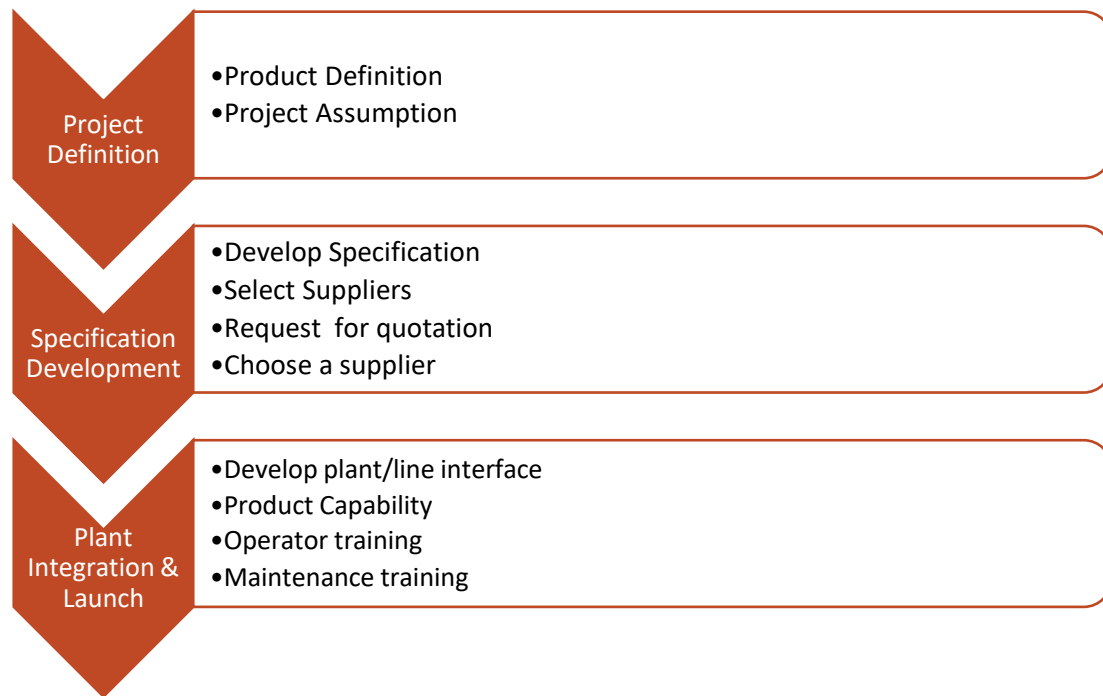 Project
Definition
•Product Definition
•Project Assumption
Specification
Development
•Develop Specification
•Select Suppliers
•Request  for quotation
•Choose a supplier
Plant
Integration &
Launch
•Develop plant/line interface
•Product Capability
•Operator training
•Maintenance training